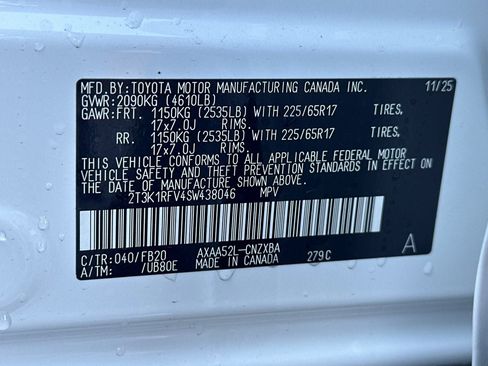 MFD.BY:TOYOTA MOTOR MANUFACTURING CANADA INC. 11/25
GVWR:2090KG (4610LB)
GAWR:FRT. 1150KG (2535LB) WITH 225/65R17 TIRES.
17x7.0J RIMS.
RR. 1150KG (2535LB) WITH 225/65R17 TIRES.
17x7.0J RIMS.
THIS VEHICLE CONFORMS TO ALL APPLICABLE FEDERAL MOTOR
VEHICLE SAFETY AND THEFT PREVENTION STANDARDS IN EFFECT ON
THE DATE OF MANUFACTURE SHOWN ABOVE.
2T3K1RFV4SW438046 MPV
C/TR:040/FB20 AXAA52L-CNZXBA A
A/TM: /UB80E MADE IN CANADA 279C